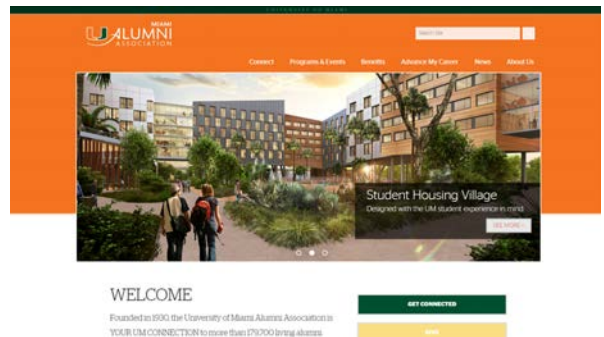 UNIVERSITY OF MIAMI
MIAMI
ALUMNI
ASSOCIATION
Connect Programs & Events Benefits Advance My Career News About Us
Student Housing Village
Designed with the UM student experience in mind
SEE MORE
WELCOME
Founded in 1930, the University of Miami Alumni Association is
YOUR UM CONNECTION to more than 179,700 living alumni
GET CONNECTED